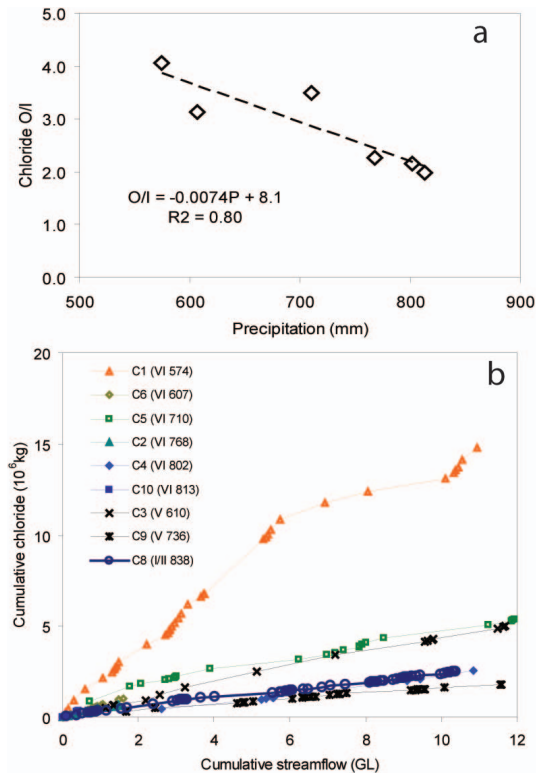 a
5.0
4.0
3.0
2.0
1.0
0.0
Chloride O/I
O/I = -0.0074P + 8.1
R2 = 0.80
500 600 700 800 900
Precipitation (mm)
b
20
15
10
5
0
Cumulative chloride (10⁶kg)
C1 (VI 574)
C6 (VI 607)
C5 (VI 710)
C2 (VI 768)
C4 (VI 802)
C10 (VI 813)
C3 (V 610)
C9 (V 736)
C8 (I/II 838)
0 2 4 6 8 10 12
Cumulative streamflow (GL)